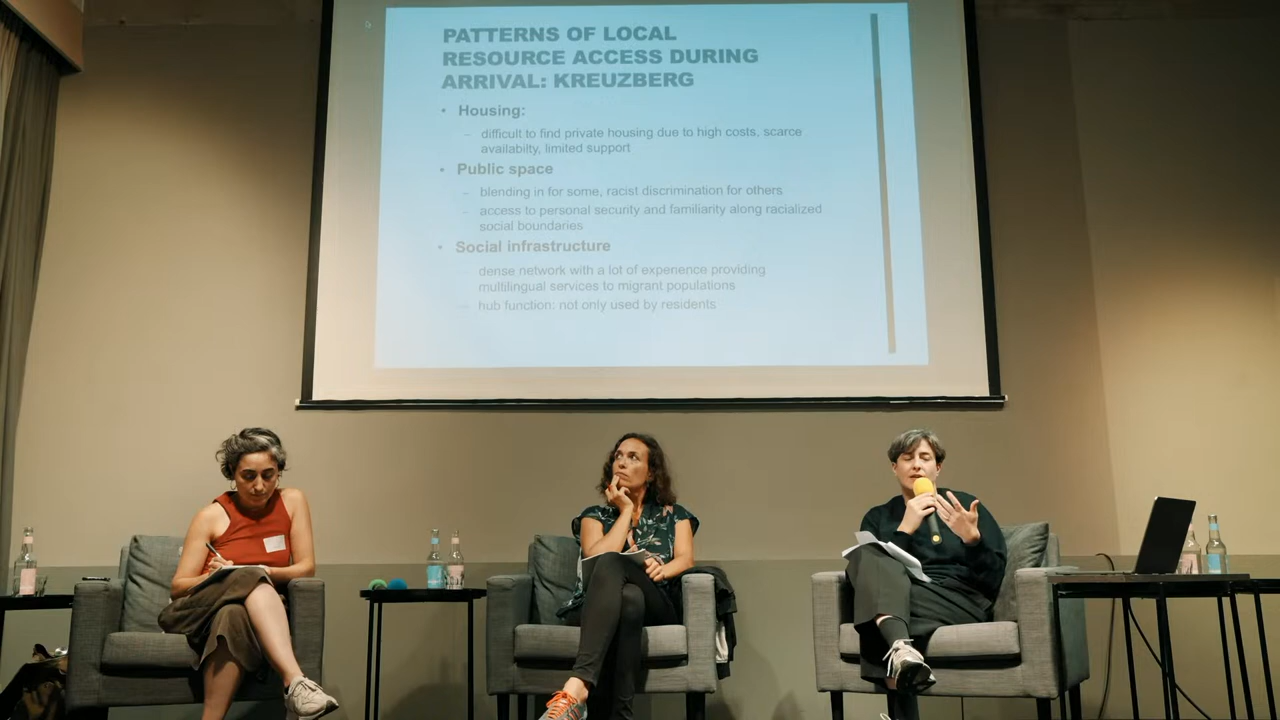 PATTERNS OF LOCAL
RESOURCE ACCESS DURING
ARRIVAL: KREUZBERG
• Housing:
– difficult to find private housing due to high costs, scarce
availabilty, limited support
• Public space
– blending in for some, racist discrimination for others
– access to personal security and familiarity along racialized
social boundaries
• Social infrastructure
dense network with a lot of experience providing
multilingual services to migrant populations
– hub function: not only used by residents